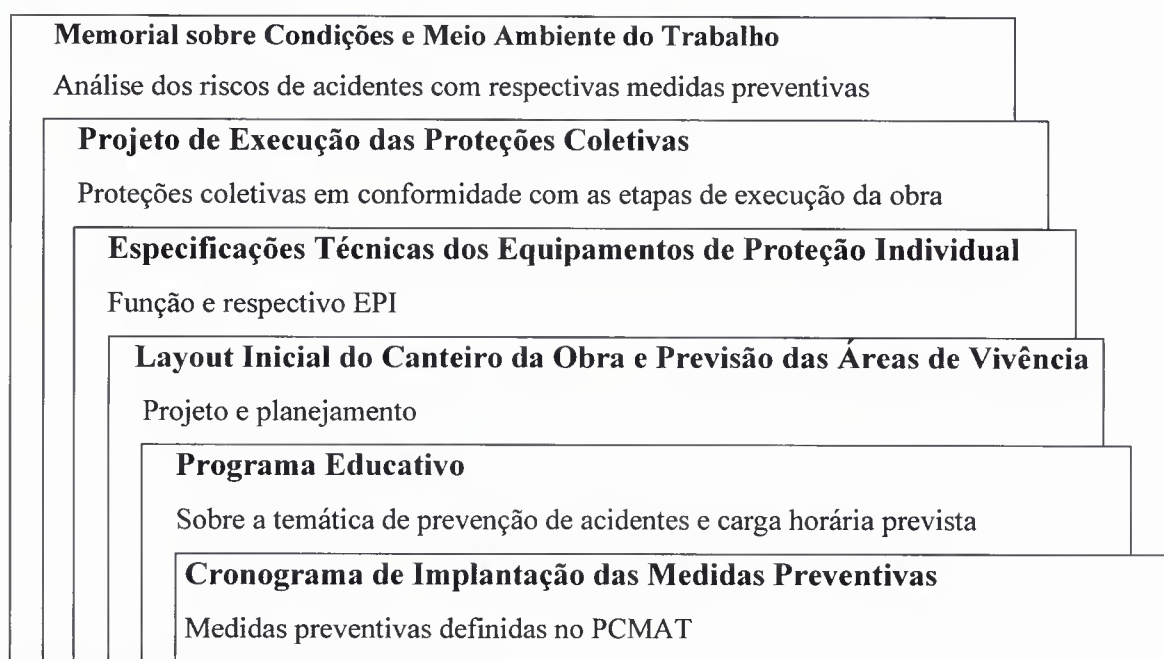 Memorial sobre Condições e Meio Ambiente do Trabalho
Análise dos riscos de acidentes com respectivas medidas preventivas
Projeto de Execução das Proteções Coletivas
Proteções coletivas em conformidade com as etapas de execução da obra
Especificações Técnicas dos Equipamentos de Proteção Individual
Função e respectivo EPI
Layout Inicial do Canteiro da Obra e Previsão das Áreas de Vivência
Projeto e planejamento
Programa Educativo
Sobre a temática de prevenção de acidentes e carga horária prevista
Cronograma de Implantação das Medidas Preventivas
Medidas preventivas definidas no PCMAT